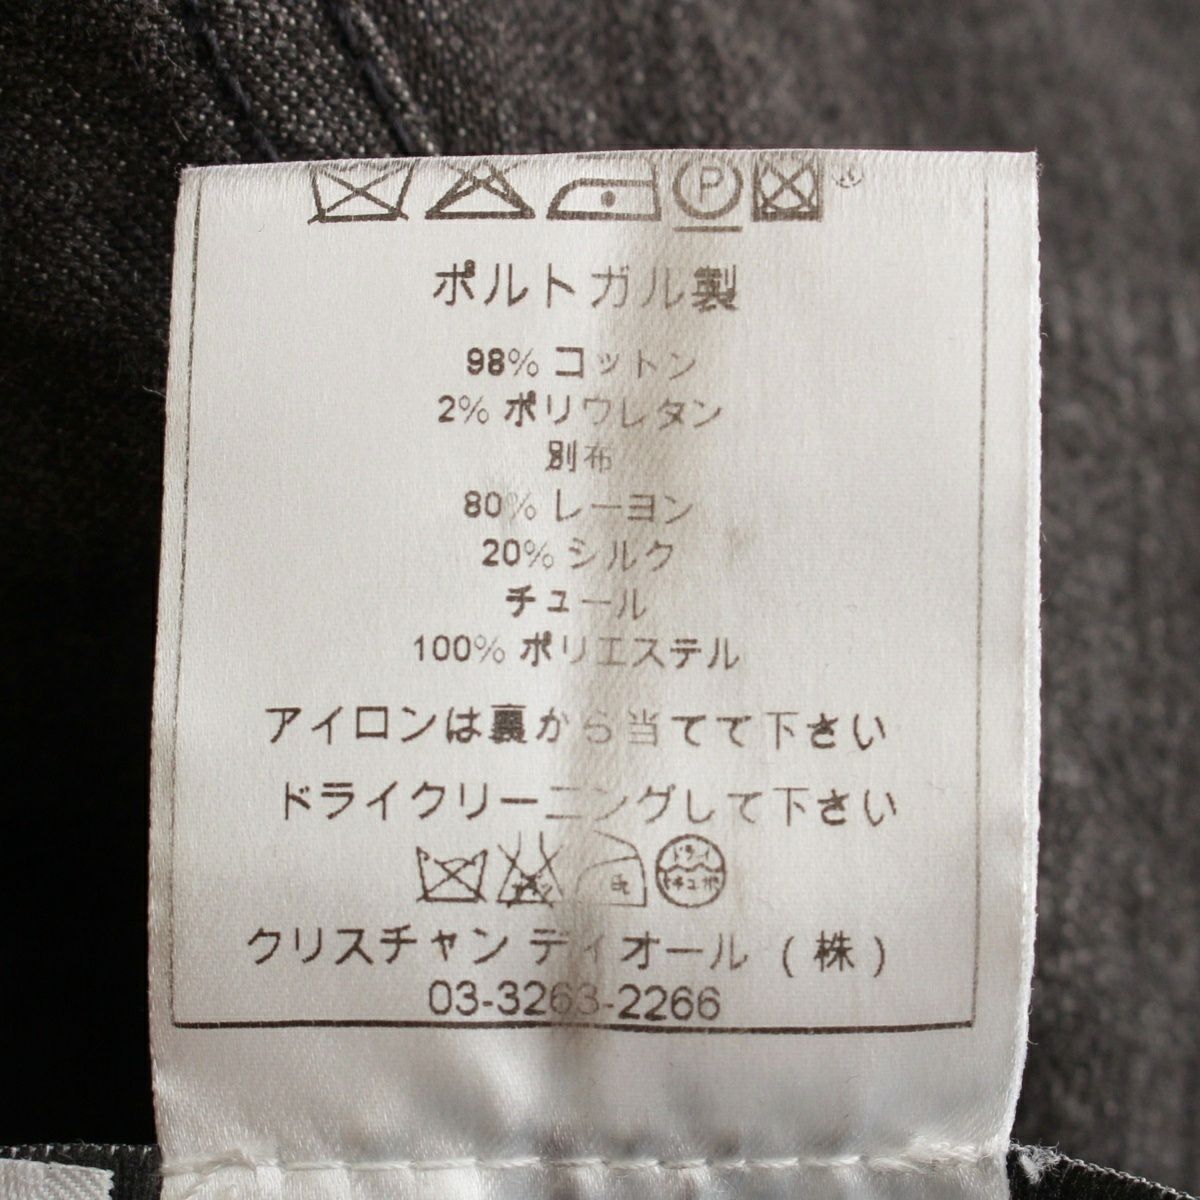 P
ポルトガル製
98% コットン
2% ポリウレタン
別布
80% レーヨン
20% シルク
チュール
100% ポリエステル
アイロンは裏から当てて下さい
ドライクリーニングして下さい
ドライ
クリスチャン ディオール (株)
03-3263-2266